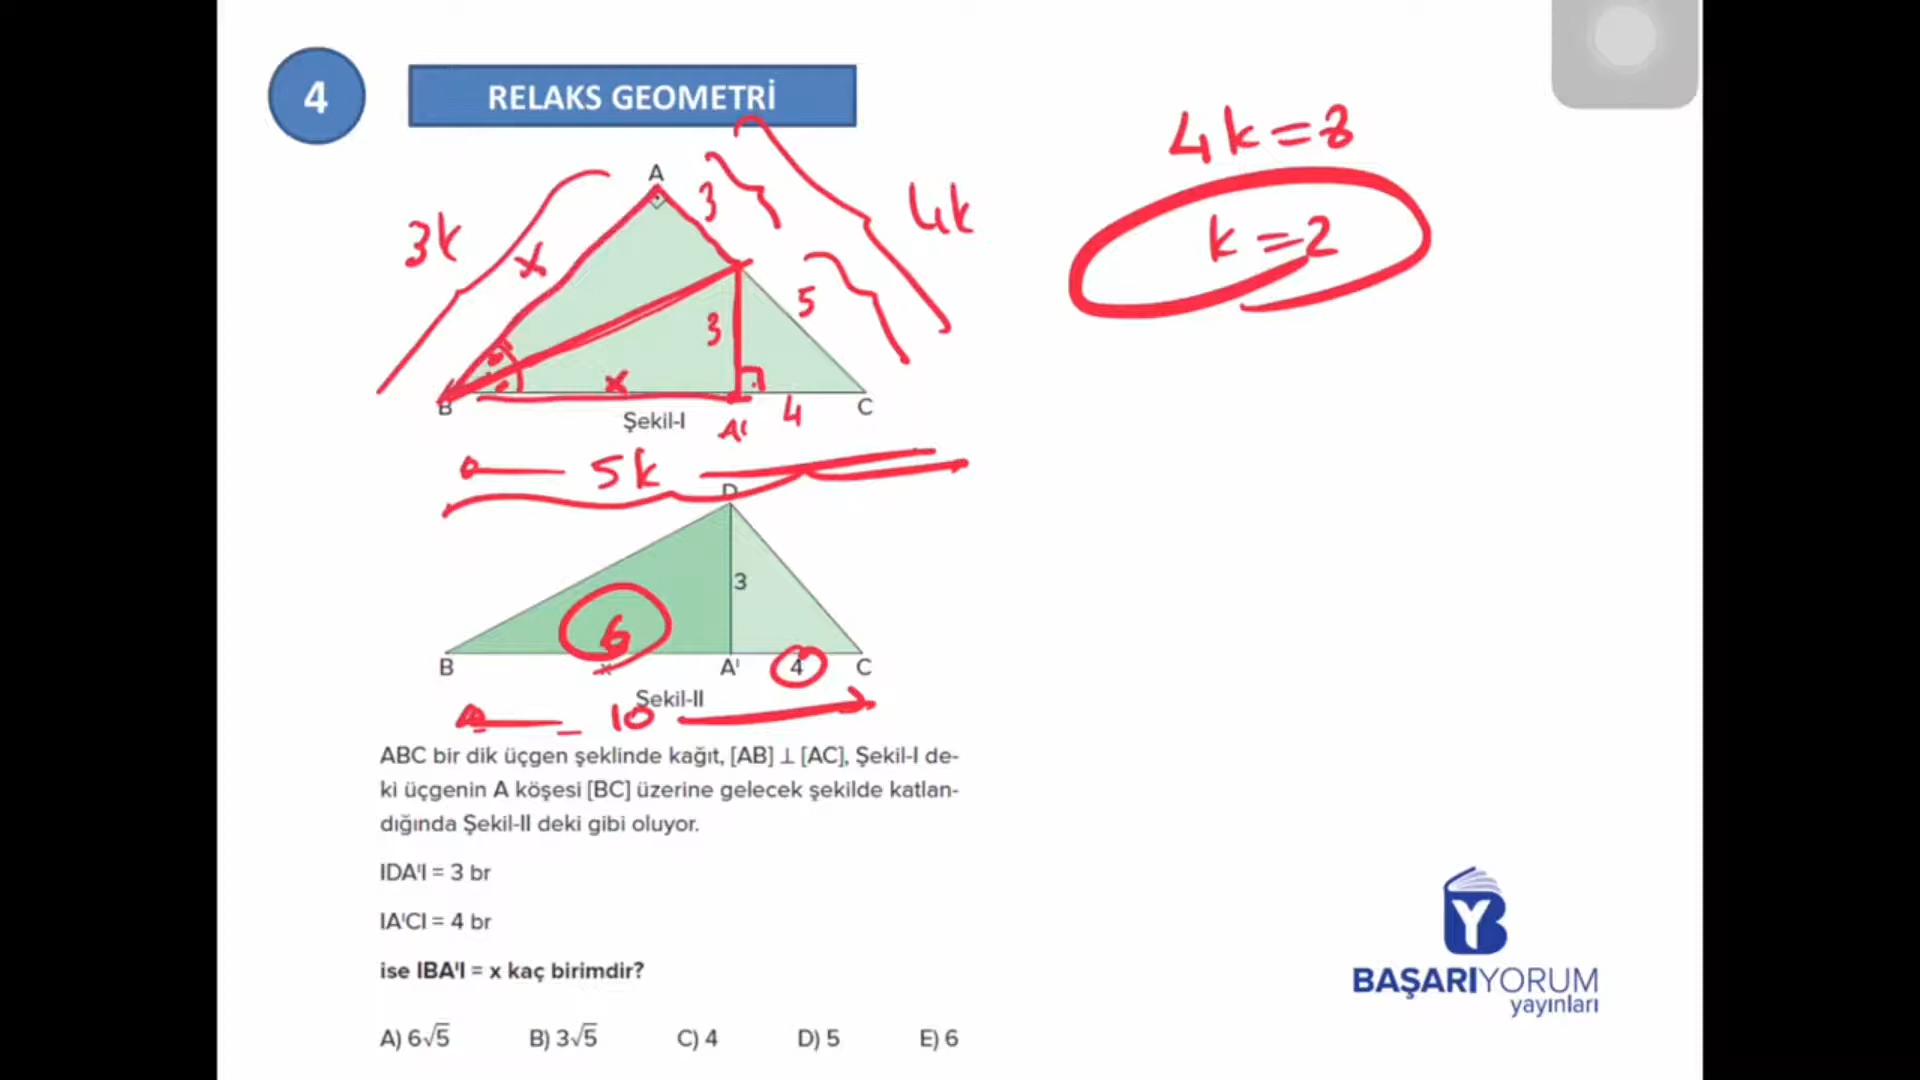 4
RELAKS GEOMETRİ
4k=8
k=2
A
3
4k
3k
x
5
3
x
B
C
4
Şekil-I
A'
5k
D
3
6
B
x
A'
4
C
Şekil-II
10
ABC bir dik üçgen şeklinde kağıt, [AB] ⊥ [AC], Şekil-I de-
ki üçgenin A köşesi [BC] üzerine gelecek şekilde katlan-
dığında Şekil-II deki gibi oluyor.
IDA'I = 3 br
IA'CI = 4 br
ise IBA'I = x kaç birimdir?
A) 6√5 B) 3√5 C) 4 D) 5 E) 6
BAŞARIYORUM
yayınları